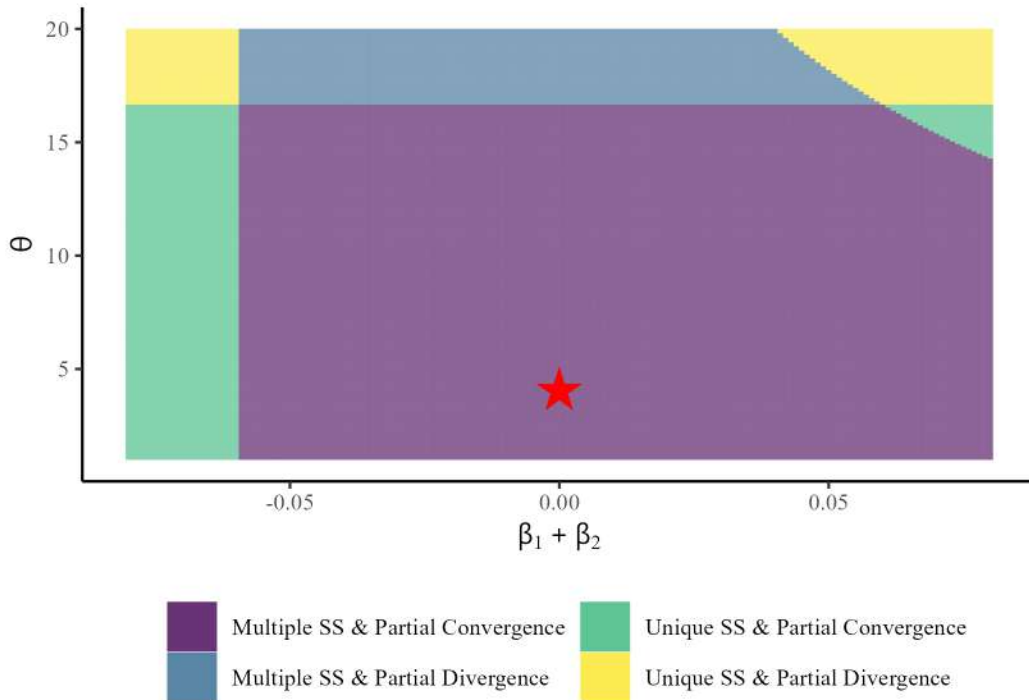 20
15
θ
10
5
-0.05 0.00 0.05
β1 + β2
Multiple SS & Partial Convergence Unique SS & Partial Convergence
Multiple SS & Partial Divergence Unique SS & Partial Divergence